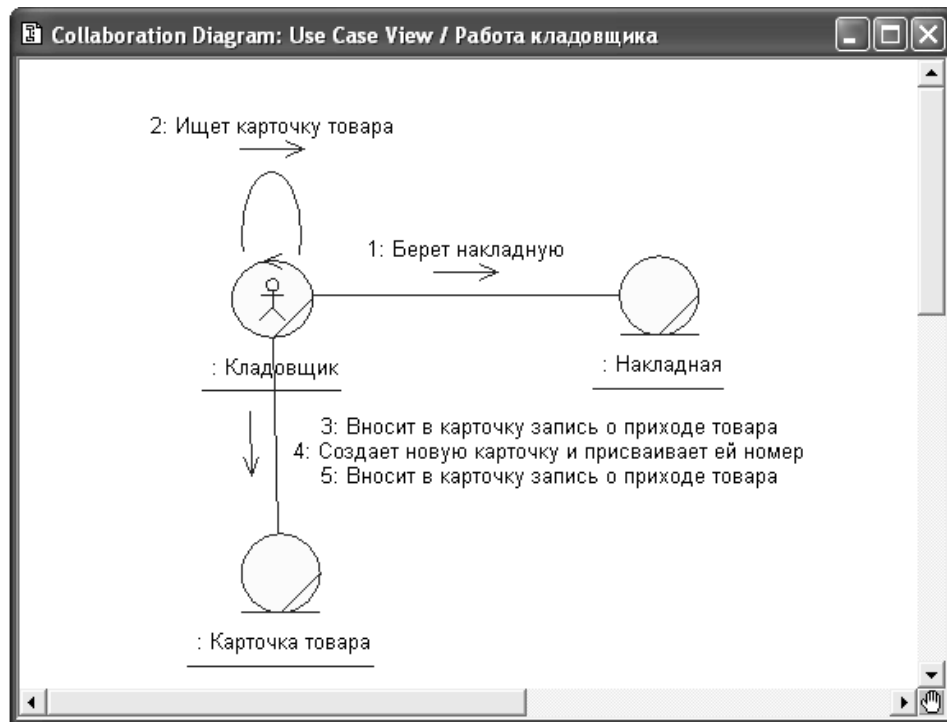 Collaboration Diagram: Use Case View / Работа кладовщика
2: Ищет карточку товара
1: Берет накладную
: Кладовщик
: Накладная
3: Вносит в карточку запись о приходе товара
4: Создает новую карточку и присваивает ей номер
5: Вносит в карточку запись о приходе товара
: Карточка товара